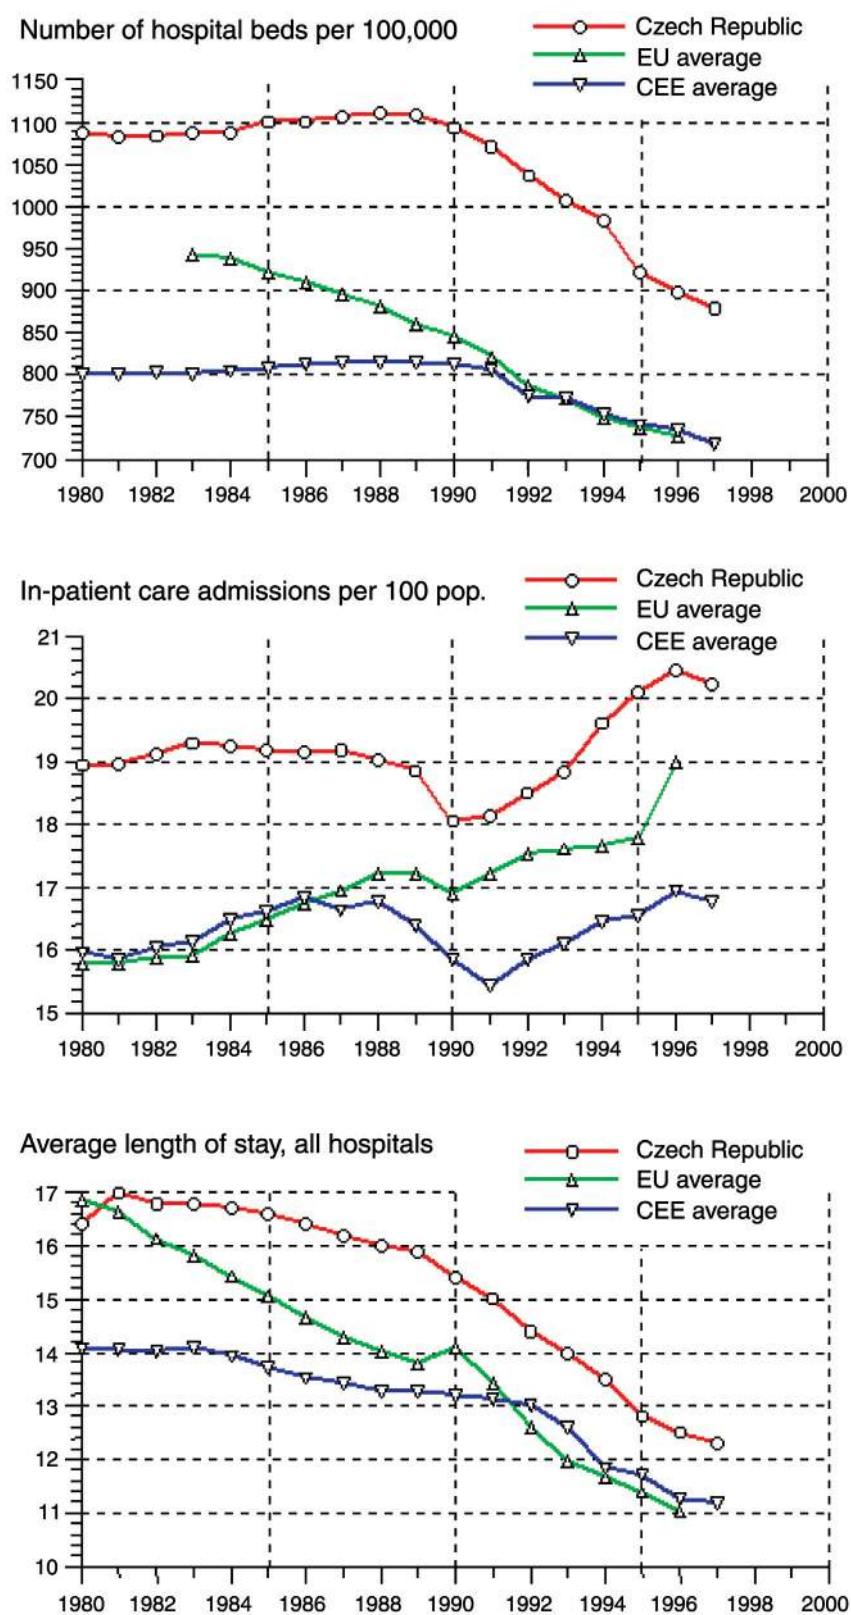 Number of hospital beds per 100,000
Czech Republic
EU average
CEE average
1150
1100
1050
1000
950
900
850
800
750
700
1980 1982 1984 1986 1988 1990 1992 1994 1996 1998 2000
In-patient care admissions per 100 pop.
Czech Republic
EU average
CEE average
21
20
19
18
17
16
15
1980 1982 1984 1986 1988 1990 1992 1994 1996 1998 2000
Average length of stay, all hospitals
Czech Republic
EU average
CEE average
17
16
15
14
13
12
11
10
1980 1982 1984 1986 1988 1990 1992 1994 1996 1998 2000